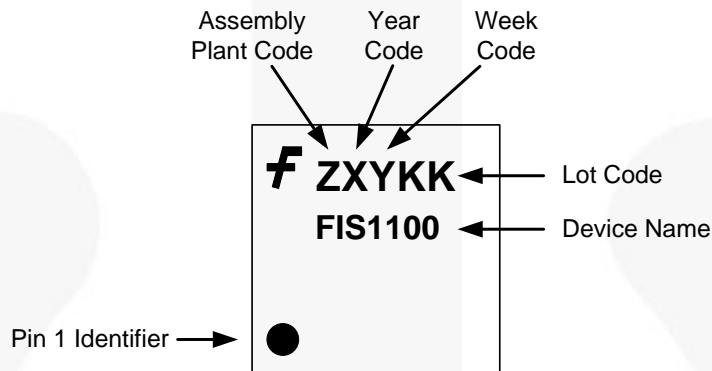 Assembly Plant Code
Year Code
Week Code
ZXYKK
Lot Code
FIS1100
Device Name
Pin 1 Identifier